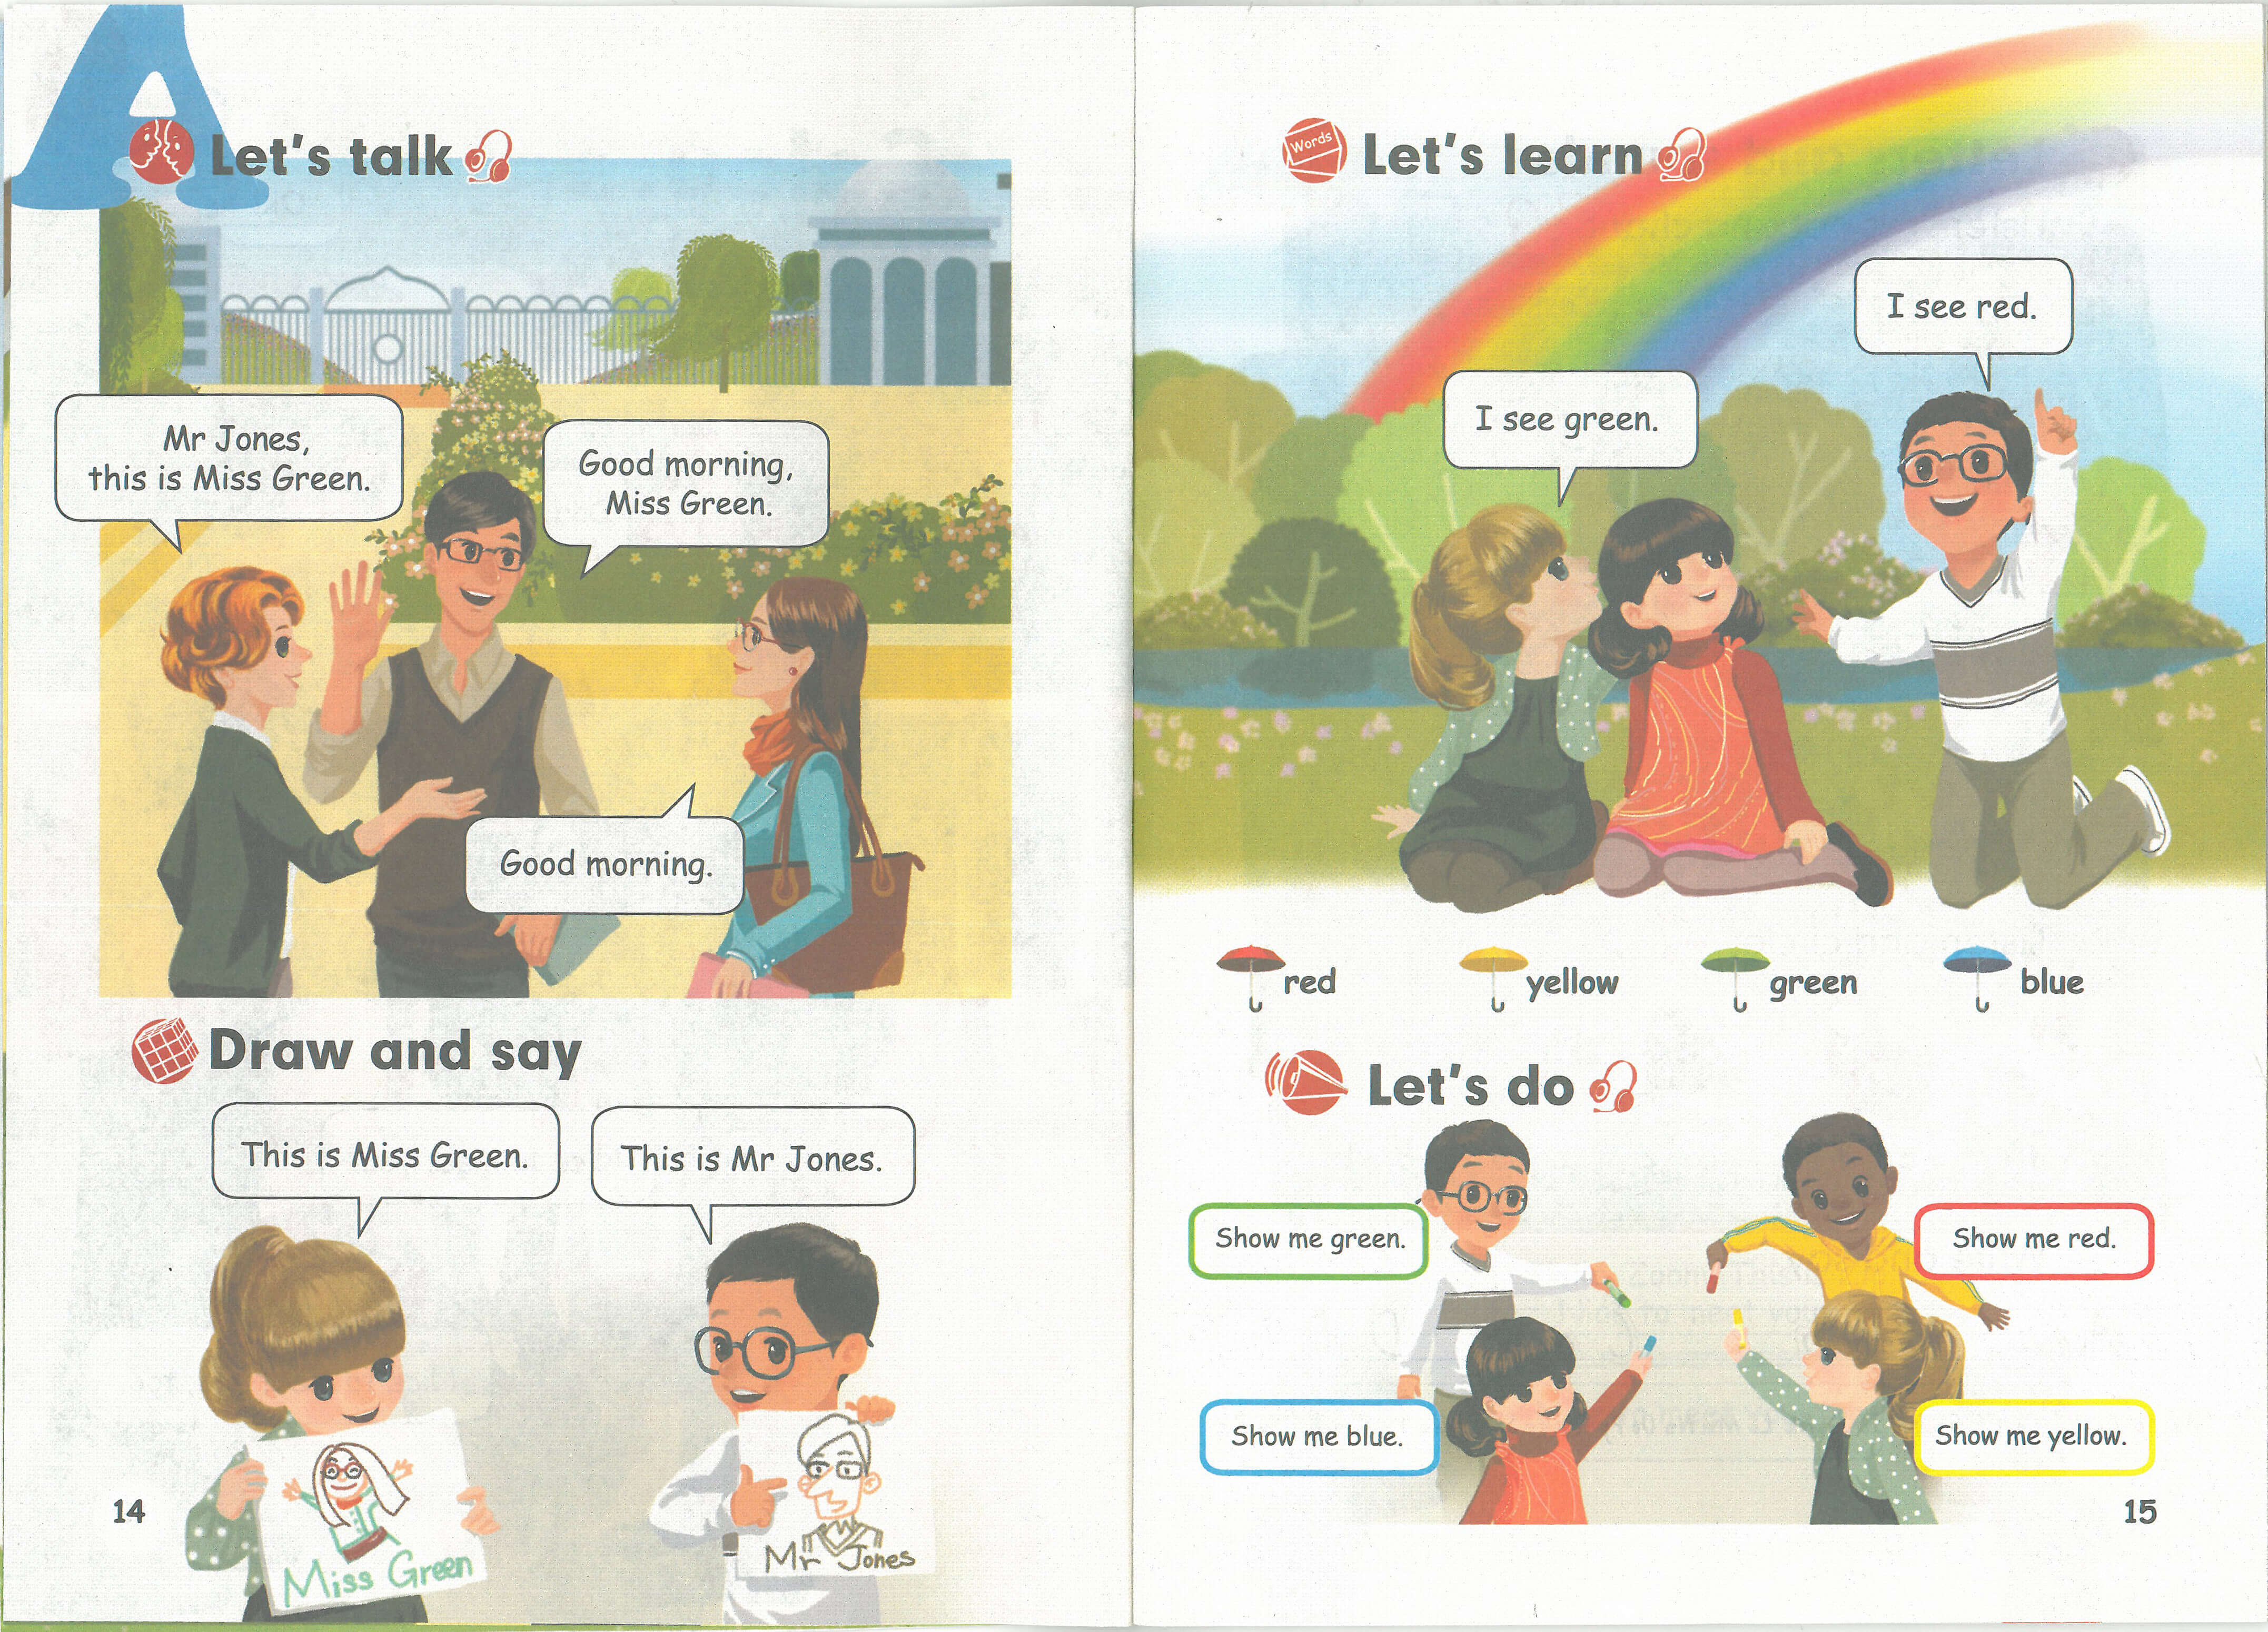 A
Let's talk
Mr Jones,
this is Miss Green.
Good morning,
Miss Green.
Good morning.
Draw and say
This is Miss Green.
This is Mr Jones.
Miss Green
Mr Jones
14
Words
Let's learn
I see red.
I see green.
red
yellow
green
blue
Let's do
Show me green.
Show me red.
Show me blue.
Show me yellow.
15